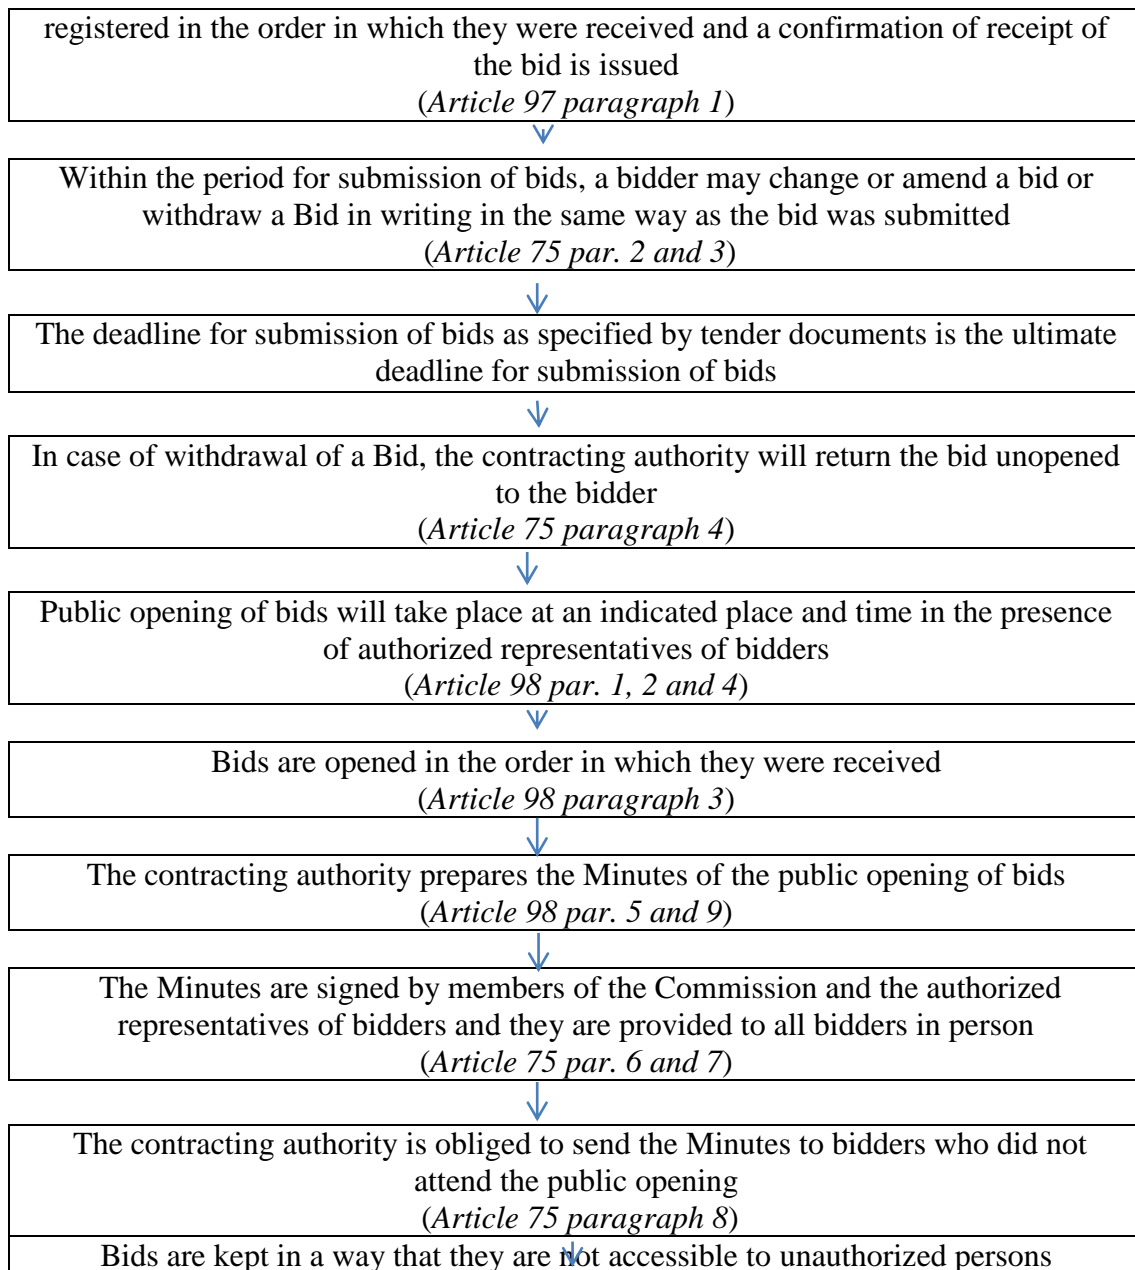 registered in the order in which they were received and a confirmation of receipt of
the bid is issued
(Article 97 paragraph 1)
Within the period for submission of bids, a bidder may change or amend a bid or
withdraw a Bid in writing in the same way as the bid was submitted
(Article 75 par. 2 and 3)
The deadline for submission of bids as specified by tender documents is the ultimate
deadline for submission of bids
In case of withdrawal of a Bid, the contracting authority will return the bid unopened
to the bidder
(Article 75 paragraph 4)
Public opening of bids will take place at an indicated place and time in the presence
of authorized representatives of bidders
(Article 98 par. 1, 2 and 4)
Bids are opened in the order in which they were received
(Article 98 paragraph 3)
The contracting authority prepares the Minutes of the public opening of bids
(Article 98 par. 5 and 9)
The Minutes are signed by members of the Commission and the authorized
representatives of bidders and they are provided to all bidders in person
(Article 75 par. 6 and 7)
The contracting authority is obliged to send the Minutes to bidders who did not
attend the public opening
(Article 75 paragraph 8)
Bids are kept in a way that they are not accessible to unauthorized persons